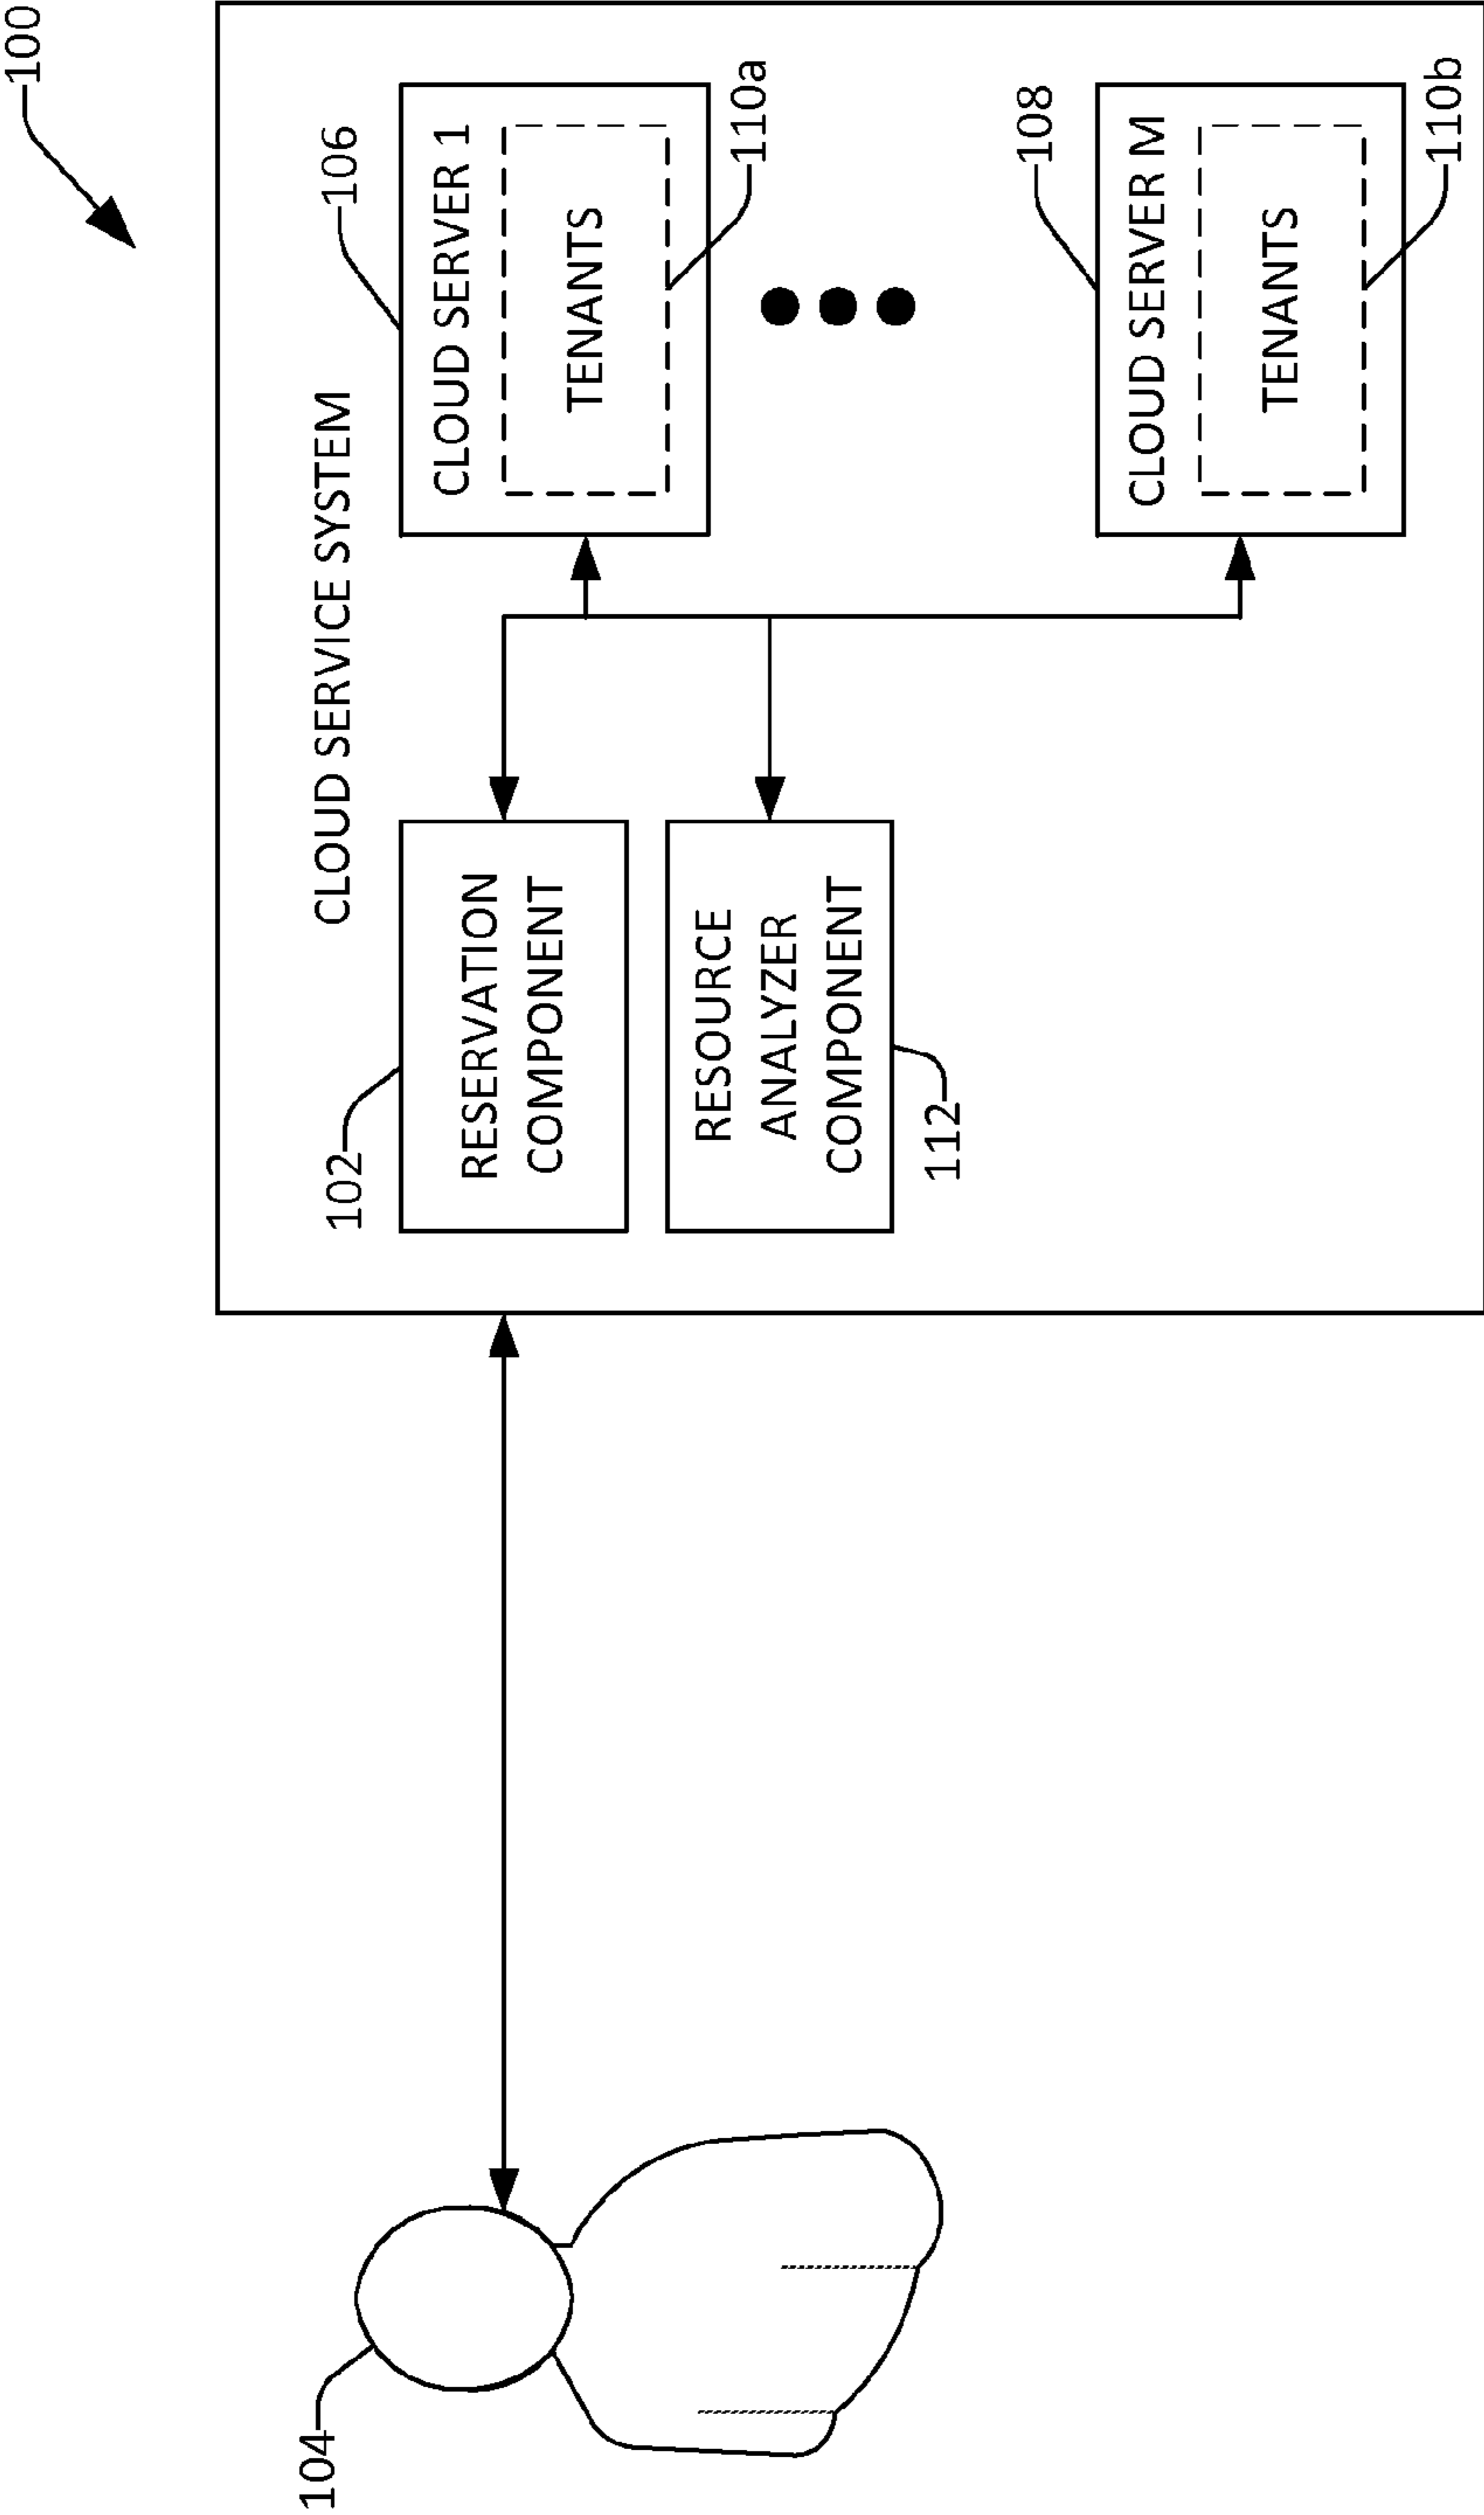 100
CLOUD SERVICE SYSTEM
104
102
RESERVATION
COMPONENT
106
CLOUD SERVER 1
TENANTS
110a
RESOURCE
ANALYZER
COMPONENT
112
108
CLOUD SERVER M
TENANTS
110b